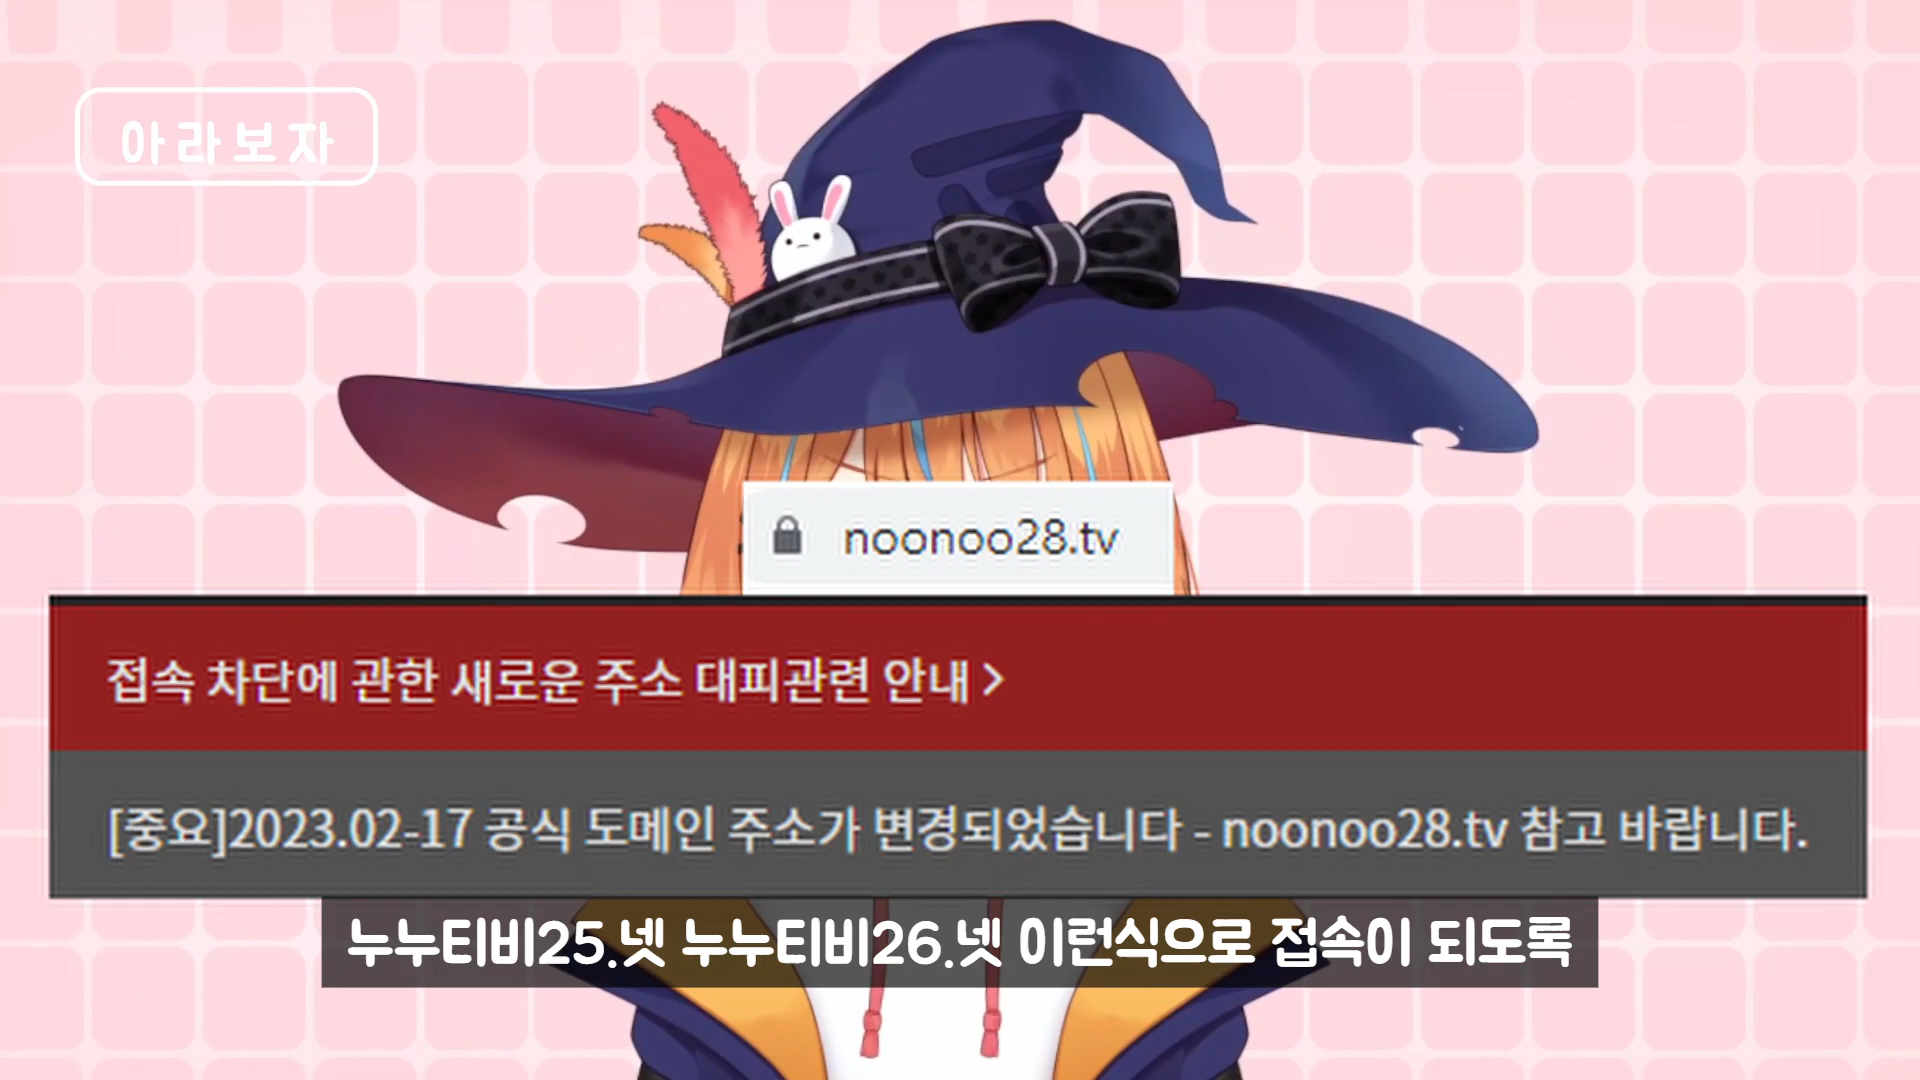 아라보자
noonoo28.tv
접속 차단에 관한 새로운 주소 대피관련 안내 >
[중요]2023.02-17 공식 도메인 주소가 변경되었습니다 - noonoo28.tv 참고 바랍니다.
누누티비25.넷 누누티비26.넷 이런식으로 접속이 되도록